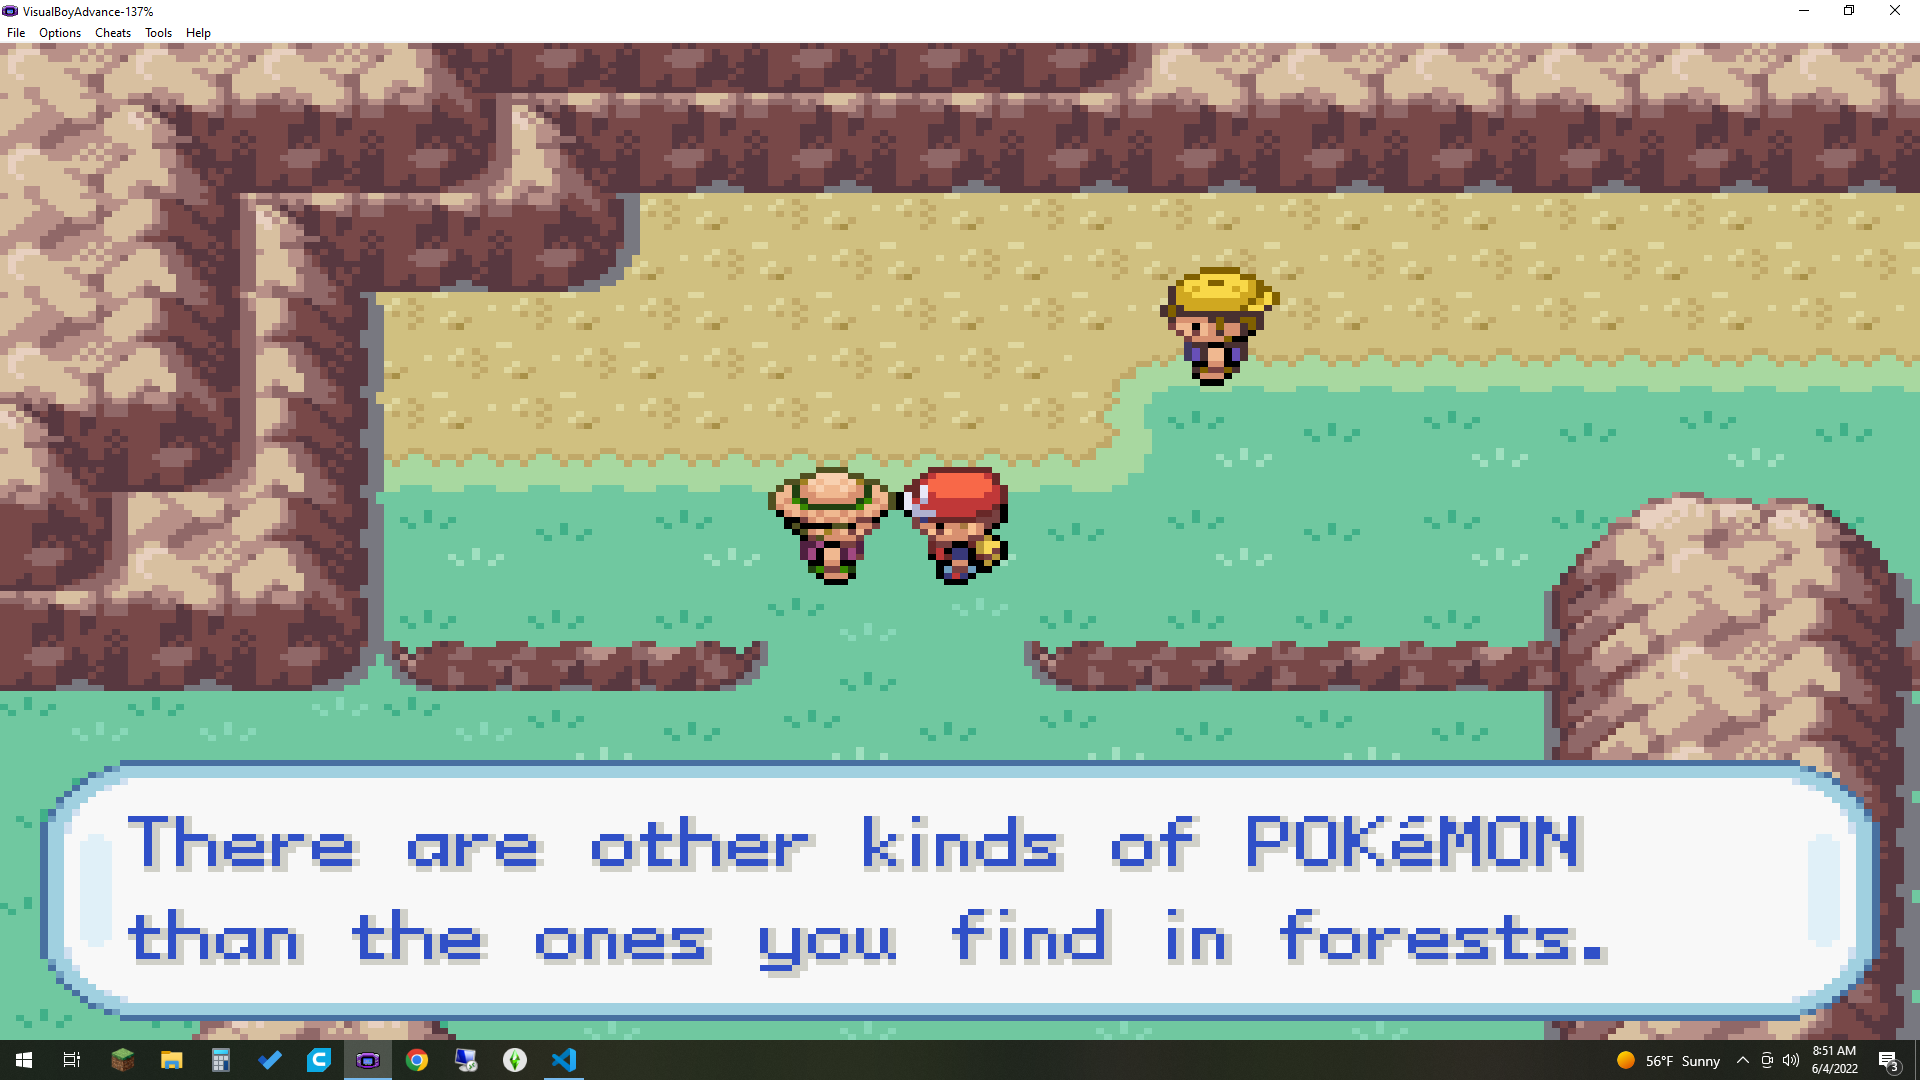 VisualBoyAdvance-137%
File Options Cheats Tools Help
There are other kinds of POKéMON
than the ones you find in forests.
56°F Sunny
8:51 AM
6/4/2022
3